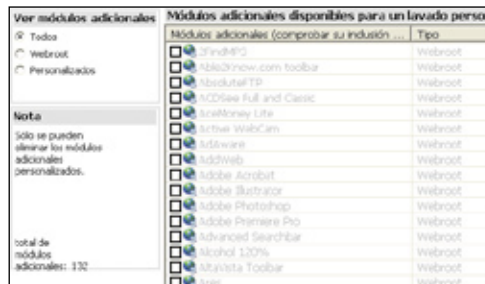 Ver módulos adicionales
Todos
Webroot
Personalizados
Nota
Sólo se pueden
eliminar los módulos
adicionales
personalizados.
total de
módulos
adicionales: 132
Módulos adicionales disponibles para un lavado perso
Módulos adicionales (comprobar su inclusión ... Tipo
2FindMP3 Webroot
Able2Know.com toolbar Webroot
AbsoluteFTP Webroot
ACDSee Full and Classic Webroot
AceMoney Lite Webroot
Active WebCam Webroot
AdAware Webroot
AddWeb Webroot
Adobe Acrobat Webroot
Adobe Illustrator Webroot
Adobe Photoshop Webroot
Adobe Premiere Pro Webroot
Advanced Searchbar Webroot
Alcohol 120% Webroot
AltaVista Toolbar Webroot
Ares Webroot